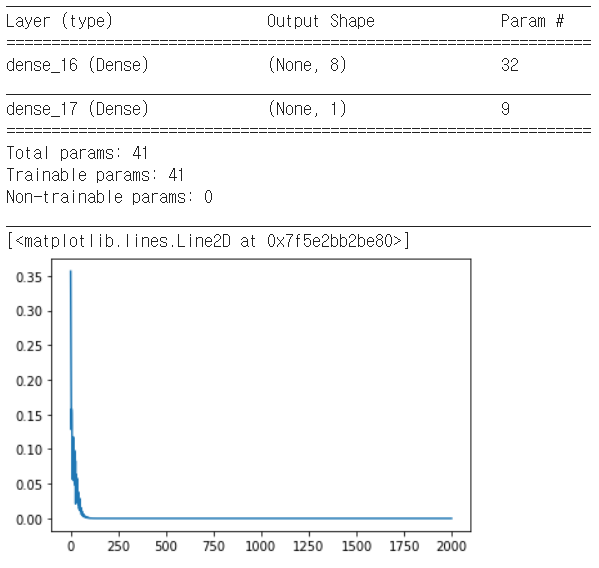 Layer (type) Output Shape Param #
=================================================================
dense_16 (Dense) (None, 8) 32
_________________________________________________________________
dense_17 (Dense) (None, 1) 9
=================================================================
Total params: 41
Trainable params: 41
Non-trainable params: 0
_________________________________________________________________
[<matplotlib.lines.Line2D at 0x7f5e2bb2be80>]
0.35
0.30
0.25
0.20
0.15
0.10
0.05
0.00
0 250 500 750 1000 1250 1500 1750 2000